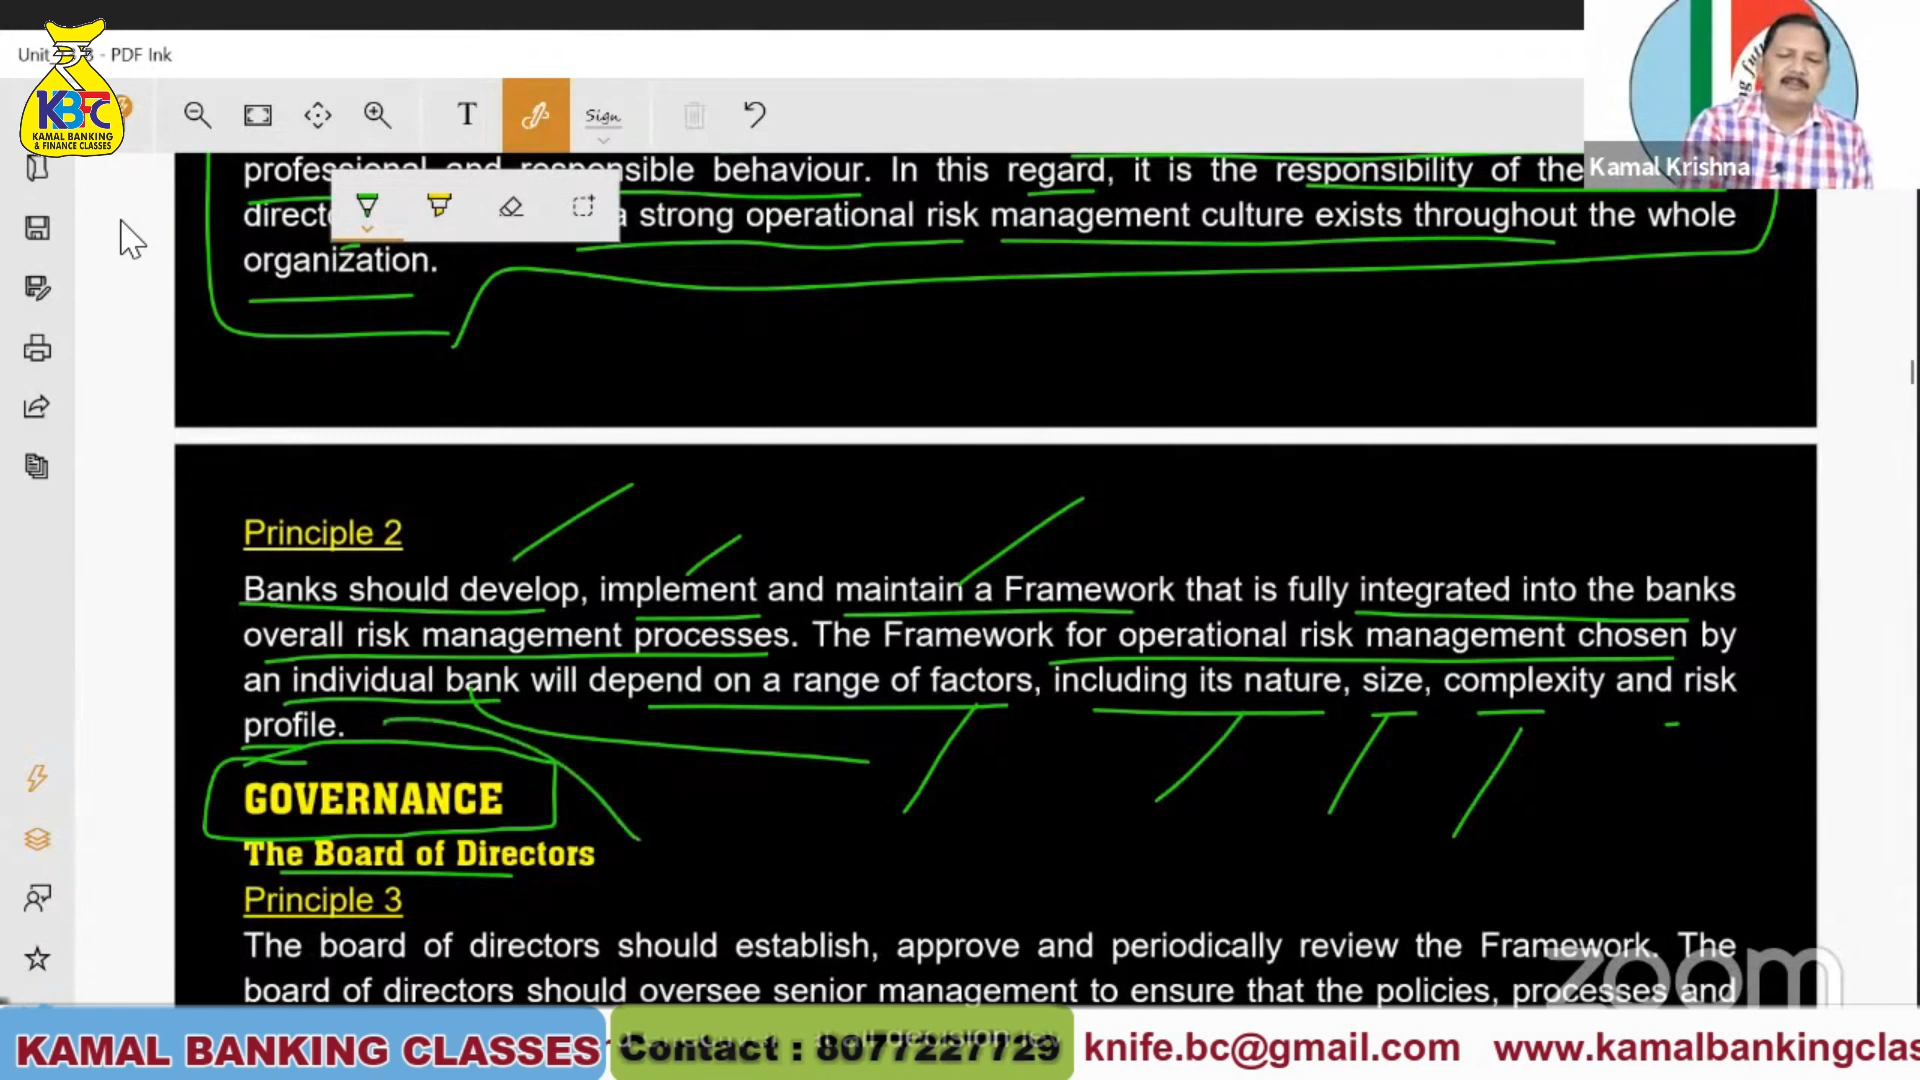 Unit - PDF Ink
KBFC
KAMAL BANKING
& FINANCE CLASSES
T
Sign
Kamal Krishna
professional and responsible behaviour. In this regard, it is the responsibility of the
a strong operational risk management culture exists throughout the whole
organization.
Principle 2
Banks should develop, implement and maintain a Framework that is fully integrated into the banks
overall risk management processes. The Framework for operational risk management chosen by
an individual bank will depend on a range of factors, including its nature, size, complexity and risk
profile.
GOVERNANCE
The Board of Directors
Principle 3
The board of directors should establish, approve and periodically review the Framework. The
board of directors should oversee senior management to ensure that the policies, processes and
zoom
KAMAL BANKING CLASSES Contact : 8077227729 knife.bc@gmail.com www.kamalbankingclas